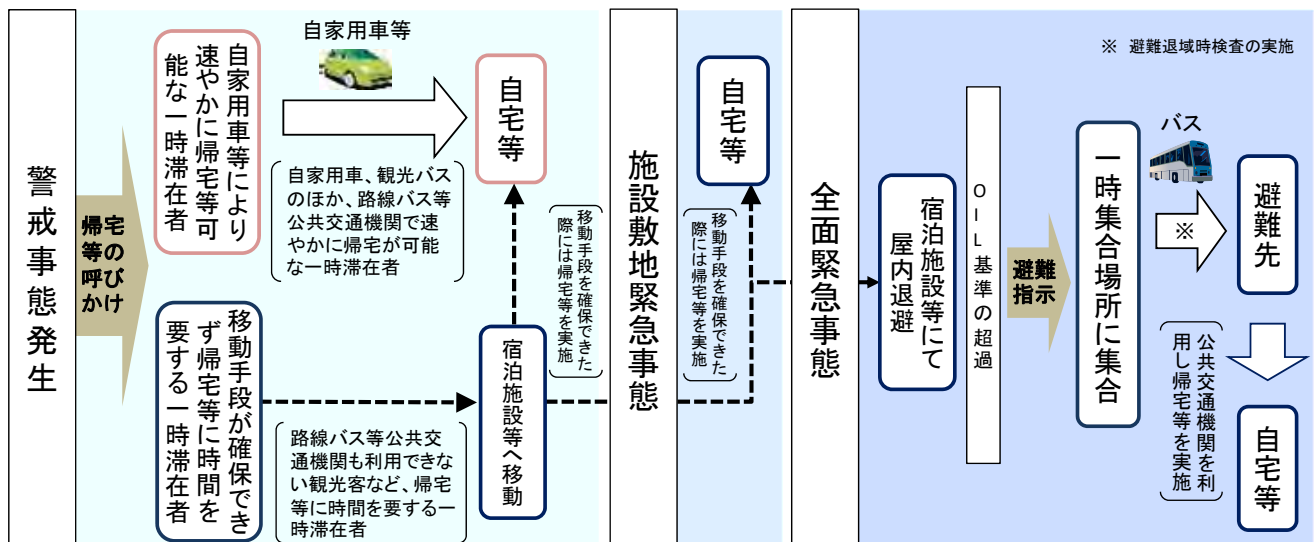 警戒事態発生
帰宅
等の
呼び
かけ
自家用車等により
速やかに帰宅等可
能な一時滞在者
自家用車等
自家用車、観光バス
のほか、路線バス等
公共交通機関で速
やかに帰宅が可能
な一時滞在者
自宅等
移動手段が確保でき
ず帰宅等に時間を
要する一時滞在者
路線バス等公共交
通機関も利用できな
い観光客など、帰宅
等に時間を要する一
時滞在者
宿泊施設等へ移動
移動手段を確保できた
際には帰宅等を実施
施設敷地緊急事態
自宅等
移動手段を確保できた
際には帰宅等を実施
全面緊急事態
宿泊施設等にて
屋内退避
OIL基準の超過
避難
指示
一時集合場所に集合
※ 避難退域時検査の実施
バス
※
避難先
公共交通機関を利
用し帰宅等を実施
自宅等